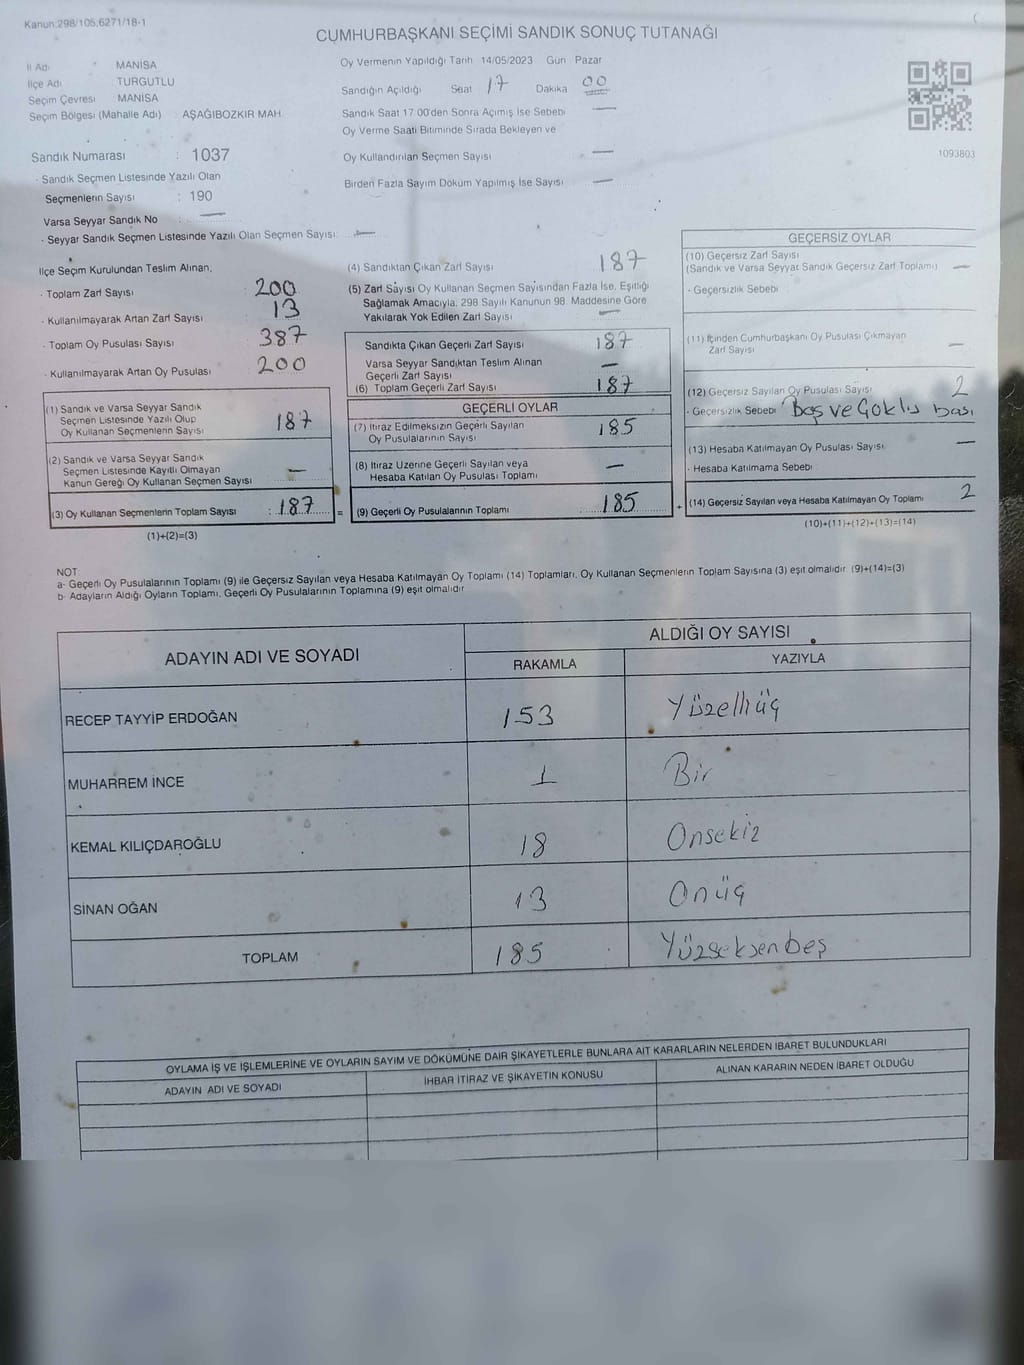 Kanun:298/105,6271/18-1
CUMHURBAŞKANI SEÇİMİ SANDIK SONUÇ TUTANAĞI
İl Adı MANİSA
İlçe Adı TURGUTLU
Seçim Çevresi MANİSA
Seçim Bölgesi (Mahalle Adı) AŞAĞIBOZKIR MAH.
Sandık Numarası : 1037
- Sandık Seçmen Listesinde Yazılı Olan
Seçmenlerin Sayısı : 190
Varsa Seyyar Sandık No : —
- Seyyar Sandık Seçmen Listesinde Yazılı Olan Seçmen Sayısı: —
Oy Vermenin Yapıldığı Tarih 14/05/2023 Gün Pazar
Sandığın Açıldığı Saat 17 Dakika 00
Sandık Saat 17:00'den Sonra Açımış İse Sebebi —
Oy Verme Saati Bitiminde Sırada Bekleyen ve
Oy Kullandırılan Seçmen Sayısı —
Birden Fazla Sayım Döküm Yapılmış İse Sayısı —
1093803
İlçe Seçim Kurulundan Teslim Alınan,
- Toplam Zarf Sayısı 200
- Kullanılmayarak Artan Zarf Sayısı 13
- Toplam Oy Pusulası Sayısı 387
- Kullanılmayarak Artan Oy Pusulası 200
(1) Sandık ve Varsa Seyyar Sandık
Seçmen Listesinde Yazılı Olup
Oy Kullanan Seçmenlerin Sayısı 187
(2) Sandık ve Varsa Seyyar Sandık
Seçmen Listesinde Kayıtlı Olmayan
Kanun Gereği Oy Kullanan Seçmen Sayısı —
(3) Oy Kullanan Seçmenlerin Toplam Sayısı : 187 =
(1)+(2)=(3)
(4) Sandıktan Çıkan Zarf Sayısı 187
(5) Zarf Sayısı Oy Kullanan Seçmen Sayısından Fazla İse, Eşitliği
Sağlamak Amacıyla; 298 Sayılı Kanunun 98. Maddesine Göre
Yakılarak Yok Edilen Zarf Sayısı —
Sandıkta Çıkan Geçerli Zarf Sayısı 187
Varsa Seyyar Sandıktan Teslim Alınan
Geçerli Zarf Sayısı —
(6) Toplam Geçerli Zarf Sayısı 187
GEÇERLİ OYLAR
(7) İtiraz Edilmeksizin Geçerli Sayılan
Oy Pusulalarının Sayısı 185
(8) İtiraz Üzerine Geçerli Sayılan veya
Hesaba Katılan Oy Pusulası Toplamı —
(9) Geçerli Oy Pusulalarının Toplamı : 185 +
GEÇERSİZ OYLAR
(10) Geçersiz Zarf Sayısı
(Sandık ve Varsa Seyyar Sandık Geçersiz Zarf Toplamı) —
- Geçersizlik Sebebi
(11) İçinden Cumhurbaşkanı Oy Pusulası Çıkmayan
Zarf Sayısı —
(12) Geçersiz Sayılan Oy Pusulası Sayısı 2
- Geçersizlik Sebebi Boş ve Çoklu bası
(13) Hesaba Katılmayan Oy Pusulası Sayısı —
- Hesaba Katılmama Sebebi
(14) Geçersiz Sayılan veya Hesaba Katılmayan Oy Toplamı 2
(10)+(11)+(12)+(13)=(14)
NOT
a- Geçerli Oy Pusulalarının Toplamı (9) ile Geçersiz Sayılan veya Hesaba Katılmayan Oy Toplamı (14) Toplamları, Oy Kullanan Seçmenlerin Toplam Sayısına (3) eşit olmalıdır (9)+(14)=(3)
b- Adayların Aldığı Oyların Toplamı, Geçerli Oy Pusulalarının Toplamına (9) eşit olmalıdır
ADAYIN ADI VE SOYADI ALDIĞI OY SAYISI
RAKAMLA YAZIYLA
RECEP TAYYİP ERDOĞAN 153 Yüzelliüç
MUHARREM İNCE 1 Bir
KEMAL KILIÇDAROĞLU 18 Onsekiz
SİNAN OĞAN 13 Onüç
TOPLAM 185 Yüzseksenbeş
OYLAMA İŞ VE İŞLEMLERİNE VE OYLARIN SAYIM VE DÖKÜMÜNE DAİR ŞİKAYETLERLE BUNLARA AİT KARARLARIN NELERDEN İBARET BULUNDUKLARI
ADAYIN ADI VE SOYADI İHBAR İTİRAZ VE ŞİKAYETİN KONUSU ALINAN KARARIN NEDEN İBARET OLDUĞU